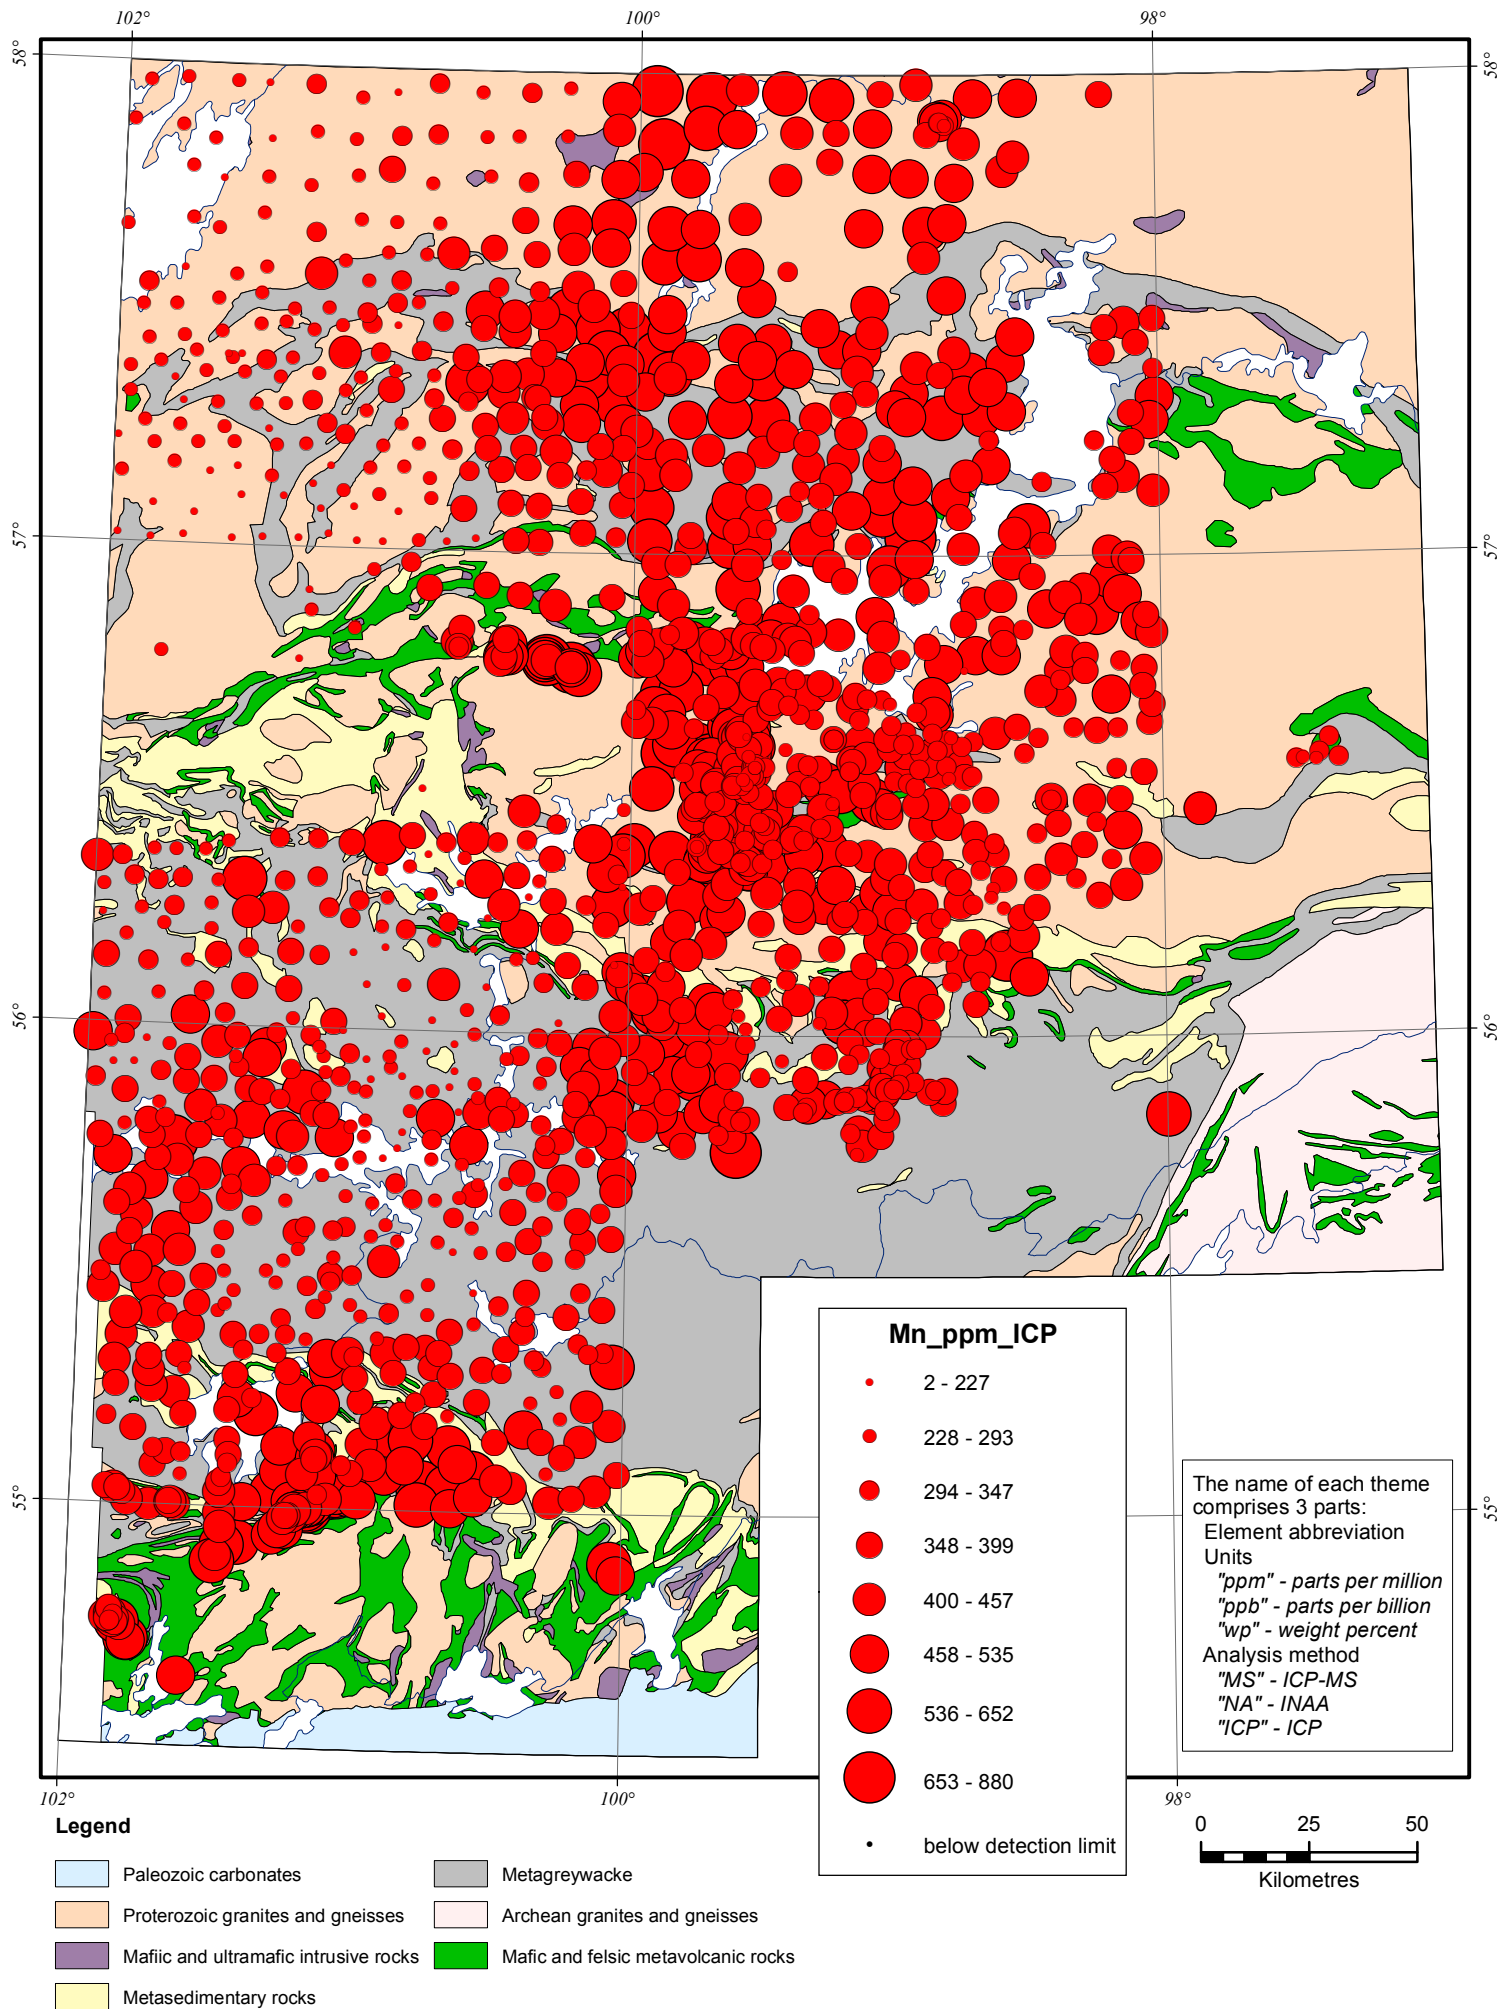 102°
100°
98°
58°
58°
57°
57°
56°
56°
55°
55°
Mn_ppm_ICP
2 - 227
228 - 293
294 - 347
348 - 399
400 - 457
458 - 535
536 - 652
653 - 880
below detection limit
The name of each theme
comprises 3 parts:
Element abbreviation
Units
"ppm" - parts per million
"ppb" - parts per billion
"wp" - weight percent
Analysis method
"MS" - ICP-MS
"NA" - INAA
"ICP" - ICP
102°
100°
98°
0 25 50
Kilometres
Legend
Paleozoic carbonates
Metagreywacke
Proterozoic granites and gneisses
Archean granites and gneisses
Mafiic and ultramafic intrusive rocks
Mafic and felsic metavolcanic rocks
Metasedimentary rocks